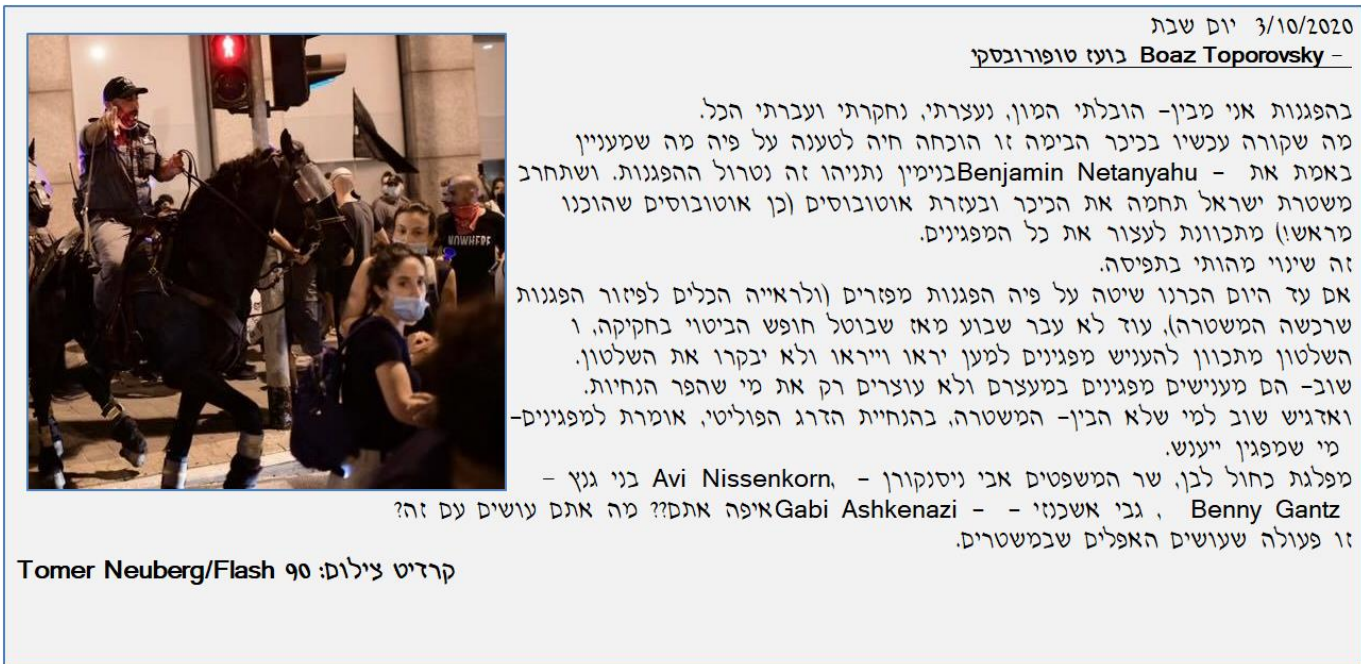 3/10/2020 יום שבת
בועז טופורובסקי Boaz Toporovsky –
בהפגנות אני מבין– הובלתי המון, נעצרתי, נחקרתי ועברתי הכל.
מה שקורה עכשיו בכיכר הבימה זו הוכחה חיה לטענה על פיה מה שמעניין
באמת את – Benjamin Netanyahuבנימין נתניהו זה נטרול ההפגנות. ושתחרב
משטרת ישראל תחמה את הכיכר ובעזרת אוטובוסים (כן אוטובוסים שהוכנו
מראש!) מתכוונת לעצור את כל המפגינים.
זה שינוי מהותי בתפיסה.
אם עד היום הכרנו שיטה על פיה הפגנות מפזרים (ולראייה הכלים לפיזור הפגנות
שרכשה המשטרה), עוד לא עבר שבוע מאז שבוטל חופש הביטוי בחקיקה, ו
השלטון מתכוון להעניש מפגינים למען יראו וייראו ולא יבקרו את השלטון.
שוב– הם מענישים מפגינים במעצרם ולא עוצרים רק את מי שהפר הנחיות.
ואדגיש שוב למי שלא הבין– המשטרה, בהנחיית הדרג הפוליטי, אומרת למפגינים–
מי שמפגין ייענש.
מפלגת כחול לבן, שר המשפטים אבי ניסנקורן – Avi Nissenkorn, בני גנץ –
Benny Gantz , גבי אשכנזי – – Gabi Ashkenaziאיפה אתם?? מה אתם עושים עם זה?
זו פעולה שעושים האפלים שבמשטרים.
קרדיט צילום: Tomer Neuberg/Flash 90
NOWHERE